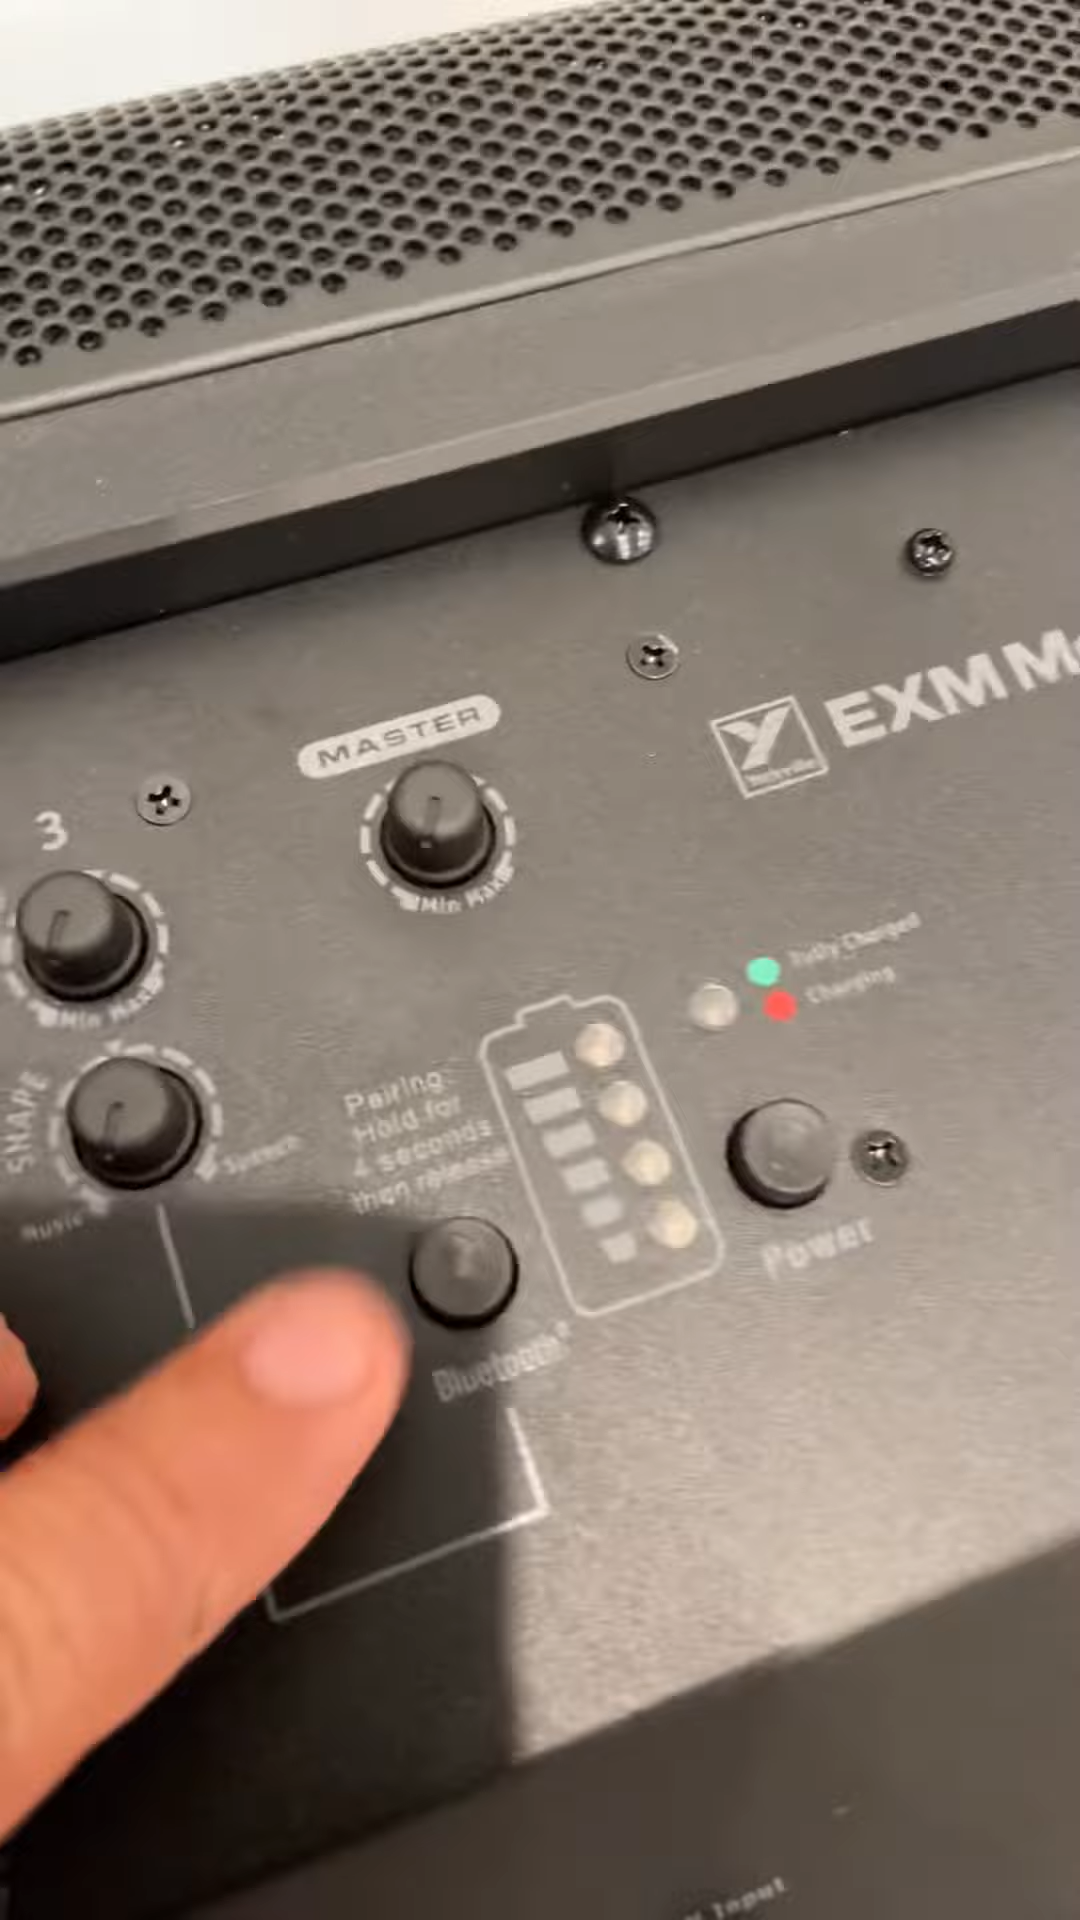 MASTER
EXM M
3
Min Max
Min Max
Fully Charged
Charging
SHAPE
Speech
Music
Pairing:
Hold for
4 seconds
then release
Power
Bluetooth®
Input